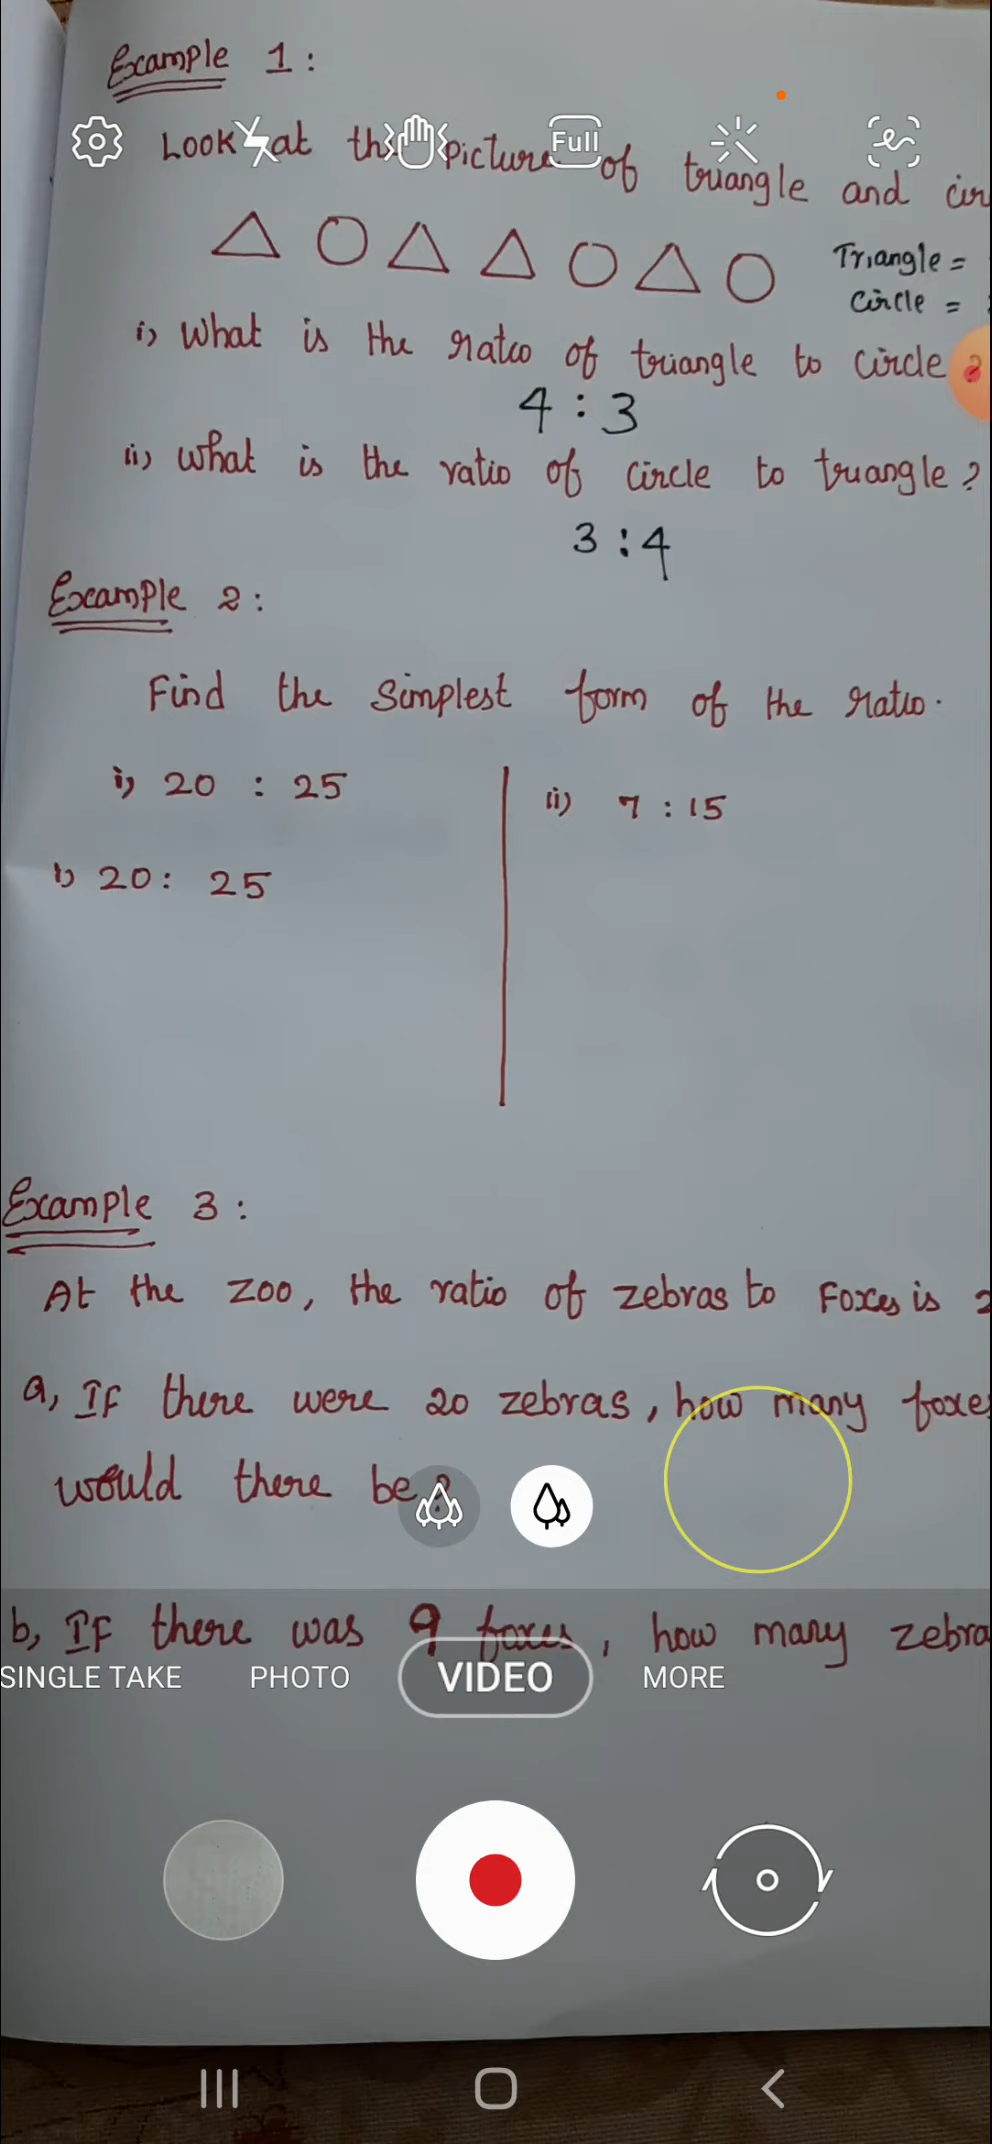 Example 1:
Look at the picture of triangle and
Triangle =
Circle =
i) What is the ratio of triangle to circle ?
4 : 3
ii) What is the ratio of circle to triangle?
3 : 4
Example 2:
Find the simplest form of the ratio.
i) 20 : 25
(ii) 7 : 15
i) 20 : 25
Example 3:
At the zoo, the ratio of zebras to Foxes is
a, IF there were 20 zebras, how many foxes
would there be?
b, IF there was 9 foxes, how many
Full
SINGLE TAKE PHOTO VIDEO MORE